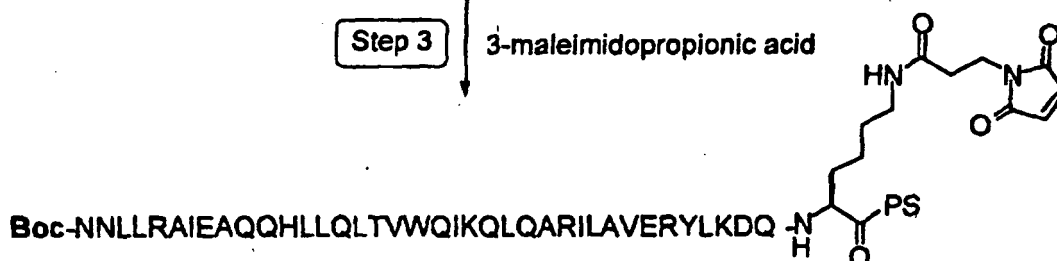 Step 3 3-maleimidopropionic acid
O
O
HN
N
O
Boc-NNLLRAIEAQQHLLQLTVWQIKQLQARILAVERYLKDQ -N
H
PS
O